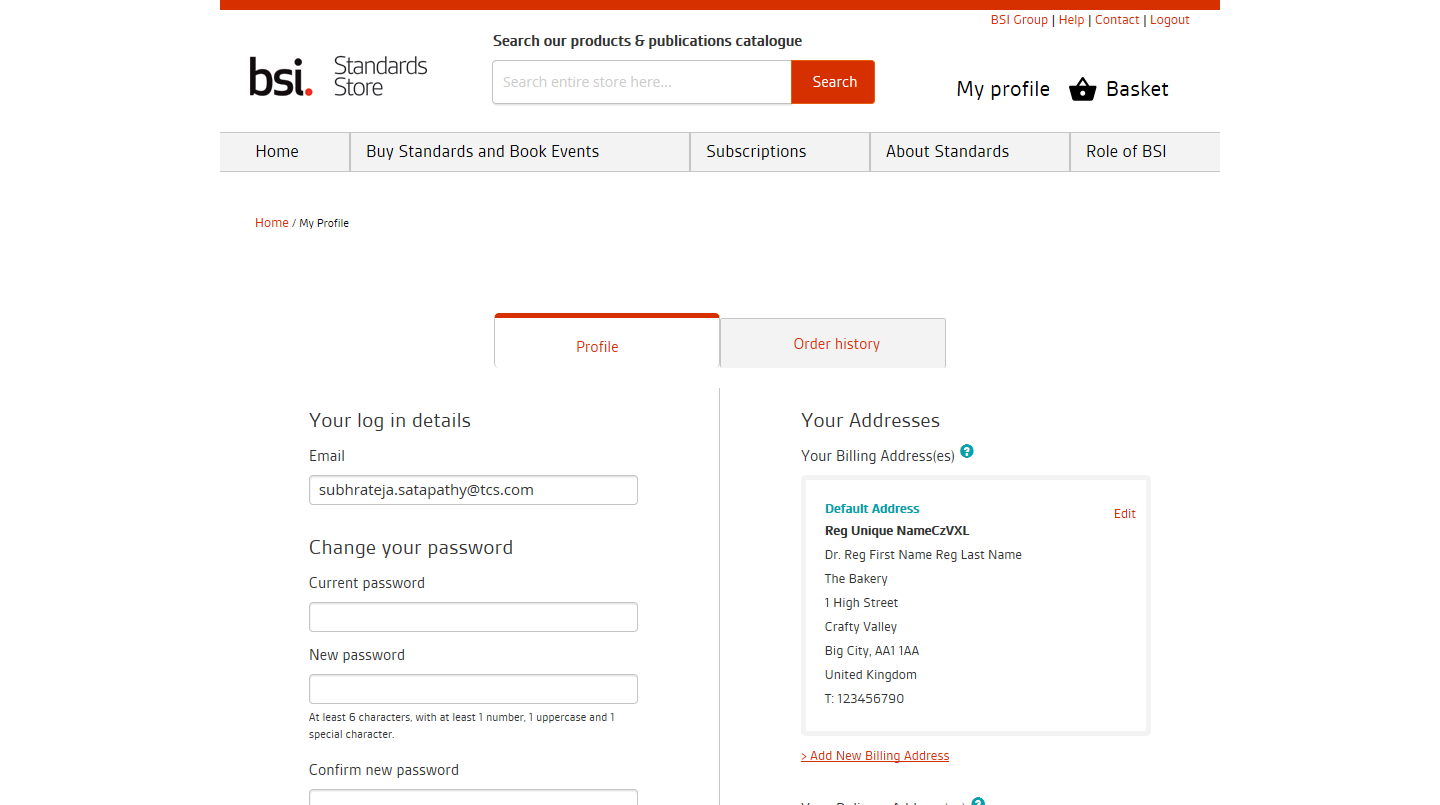 BSI Group | Help | Contact | Logout
Search our products & publications catalogue
bsi. Standards Store
Search entire store here...
Search
My profile
Basket
Home
Buy Standards and Book Events
Subscriptions
About Standards
Role of BSI
Home / My Profile
Profile
Order history
Your log in details
Email
subhrateja.satapathy@tcs.com
Change your password
Current password
New password
At least 6 characters, with at least 1 number, 1 uppercase and 1
special character.
Confirm new password
Your Addresses
Your Billing Address(es) ?
Default Address
Edit
Reg Unique NameCzVXL
Dr. Reg First Name Reg Last Name
The Bakery
1 High Street
Crafty Valley
Big City, AA1 1AA
United Kingdom
T: 123456790
> Add New Billing Address